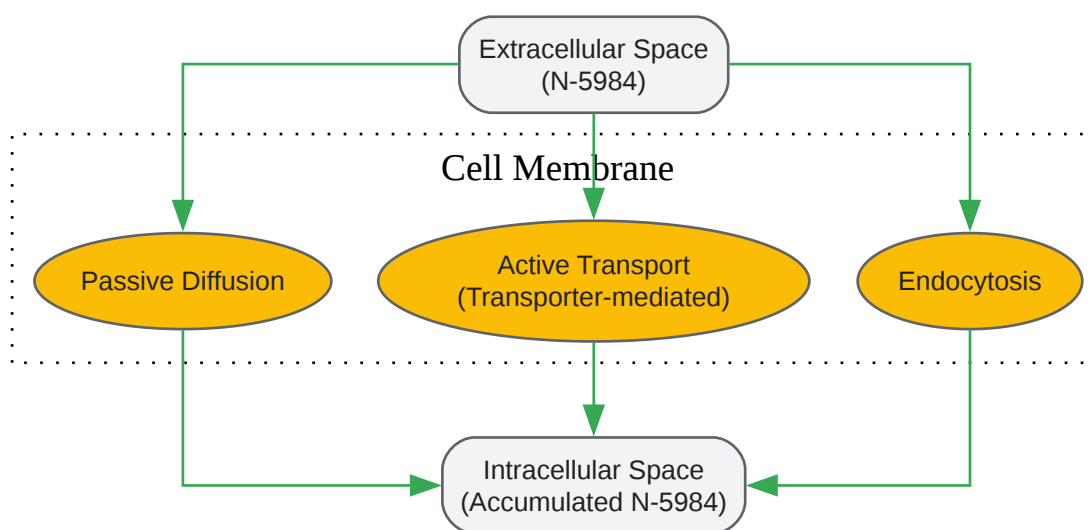 Extracellular Space
(N-5984)
Cell Membrane
Passive Diffusion
Active Transport
(Transporter-mediated)
Endocytosis
Intracellular Space
(Accumulated N-5984)